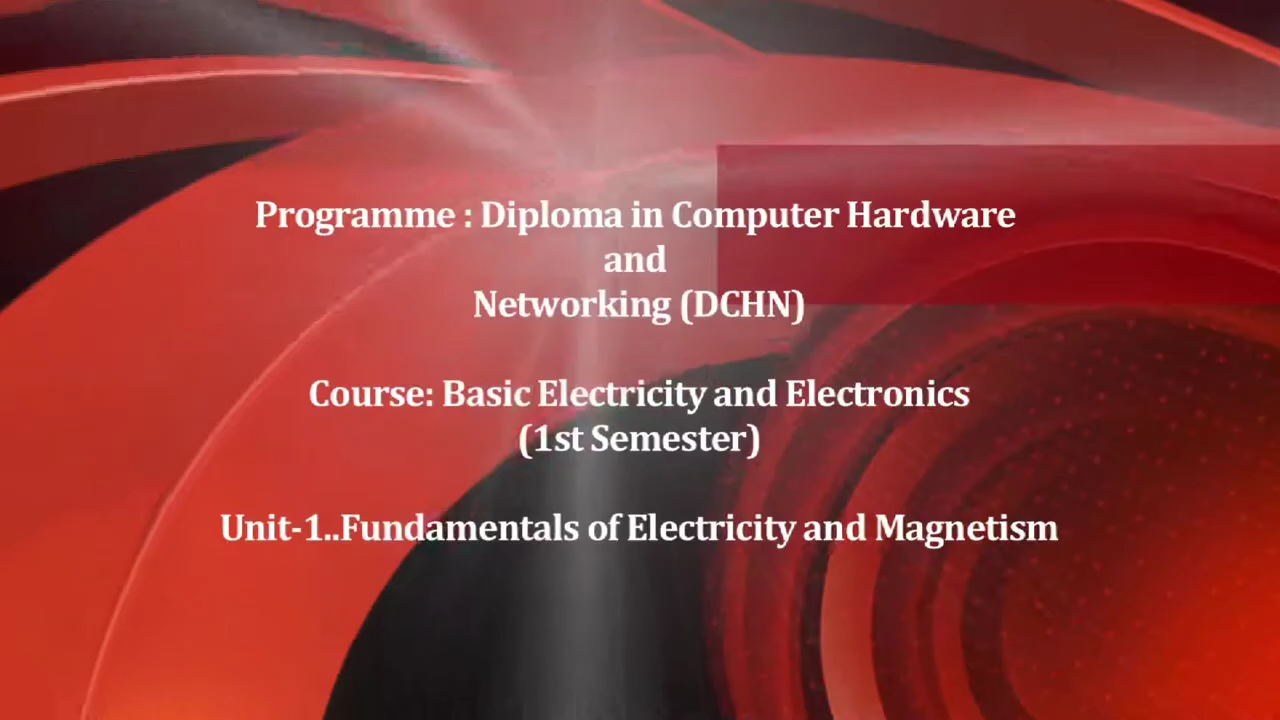 Programme : Diploma in Computer Hardware
and
Networking (DCHN)
Course: Basic Electricity and Electronics
(1st Semester)
Unit-1..Fundamentals of Electricity and Magnetism